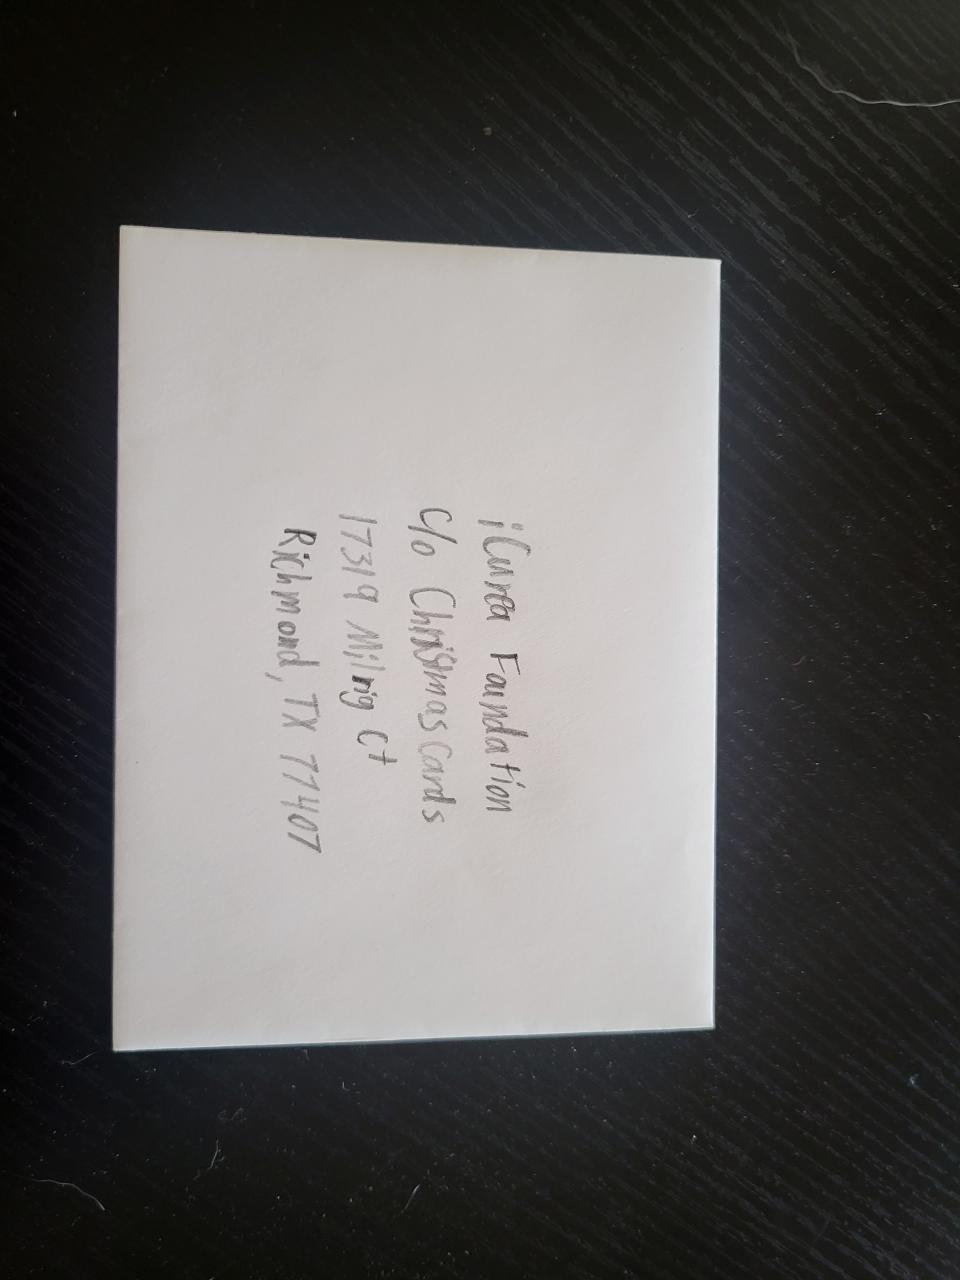 iCurea Foundation
c/o Christmas Cards
17319 Milrig Ct
Richmond, TX 77407